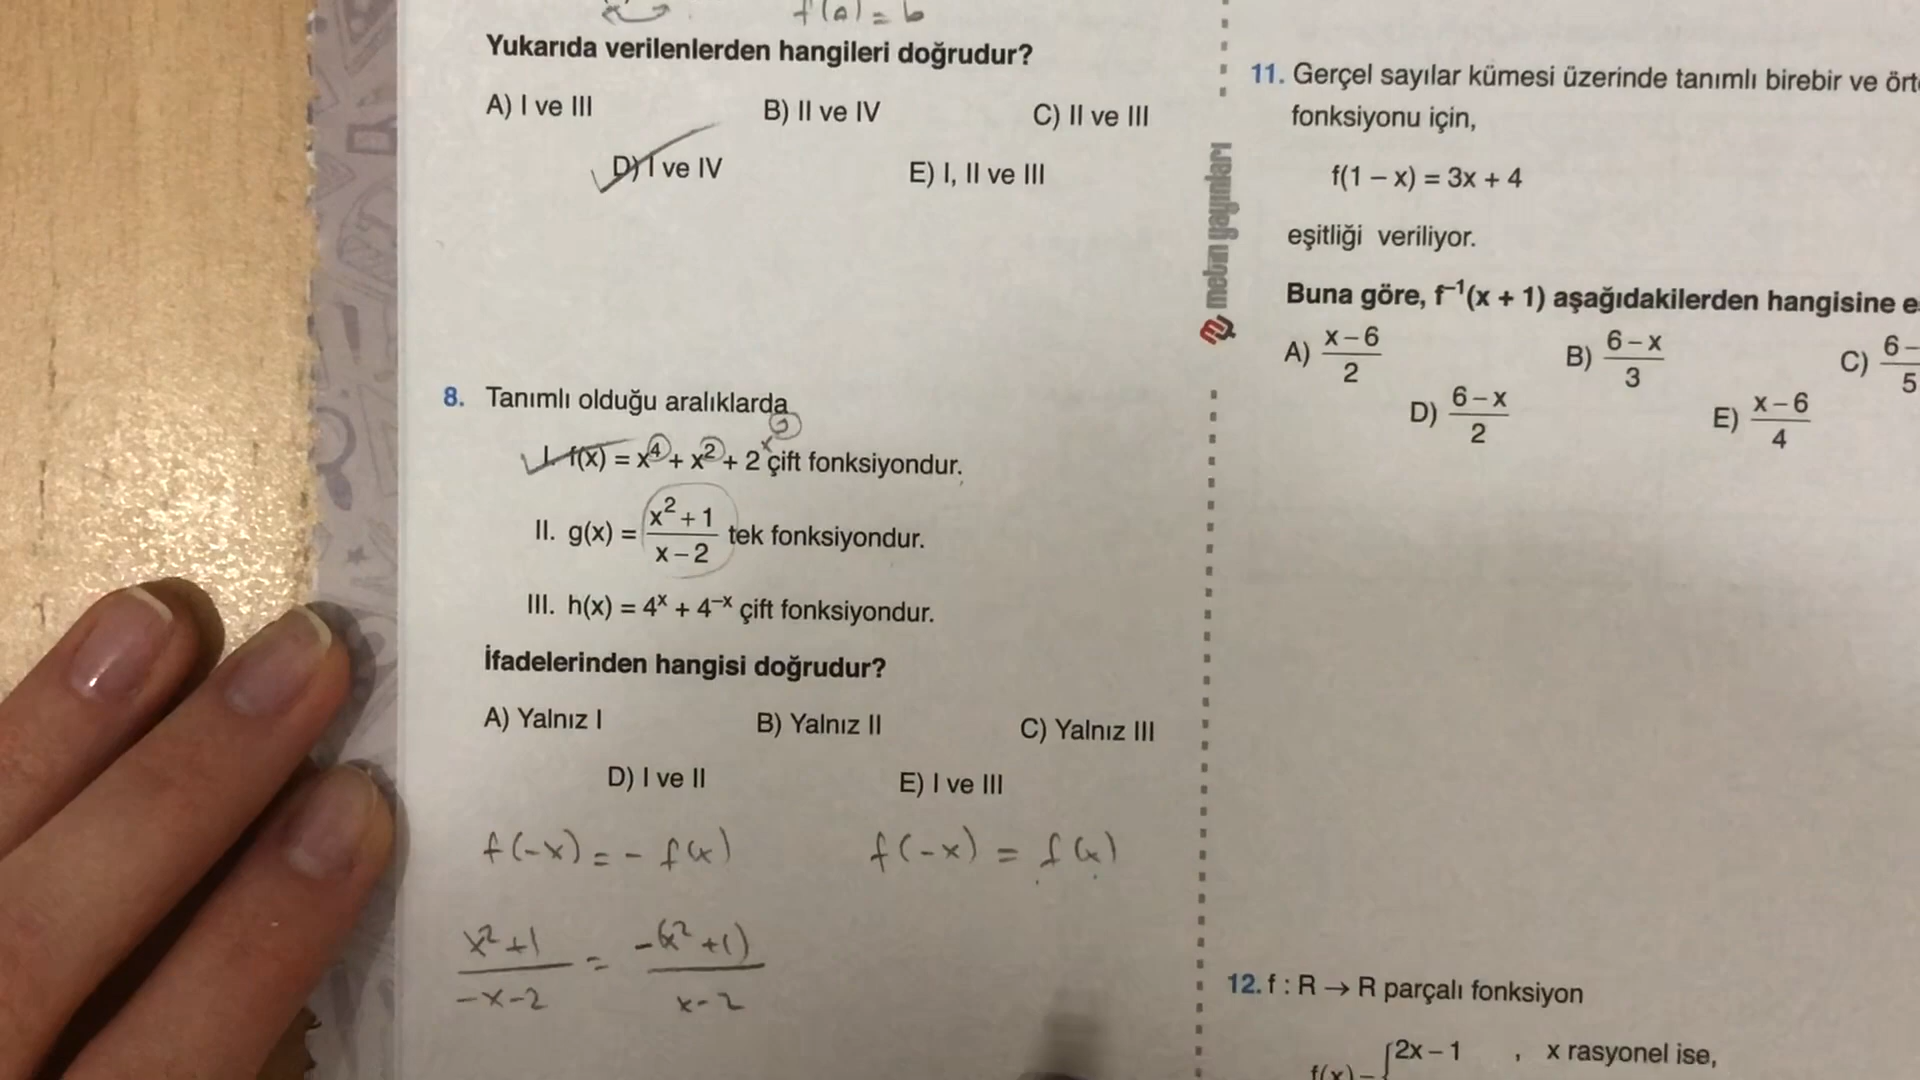 f(a) = b
Yukarıda verilenlerden hangileri doğrudur?
A) I ve III
B) II ve IV
C) II ve III
D) I ve IV
E) I, II ve III
8. Tanımlı olduğu aralıklarda
I. f(x) = x⁴ + x² + 2 çift fonksiyondur.
x⁰
II. g(x) = (x² + 1)/(x − 2) tek fonksiyondur.
III. h(x) = 4ˣ + 4⁻ˣ çift fonksiyondur.
İfadelerinden hangisi doğrudur?
A) Yalnız I
B) Yalnız II
C) Yalnız III
D) I ve II
E) I ve III
f(-x) = - f(x)
f(-x) = f(x)
(x² + 1)/(-x-2) = -(x² + 1)/(x-2)
metin yayınları
11. Gerçel sayılar kümesi üzerinde tanımlı birebir ve ört
fonksiyonu için,
f(1 – x) = 3x + 4
eşitliği veriliyor.
Buna göre, f⁻¹(x + 1) aşağıdakilerden hangisine e
A) (x – 6)/2
B) (6 – x)/3
C) (6 –)/5
D) (6 – x)/2
E) (x – 6)/4
12. f : R → R parçalı fonksiyon
f(x) = { 2x – 1 , x rasyonel ise,